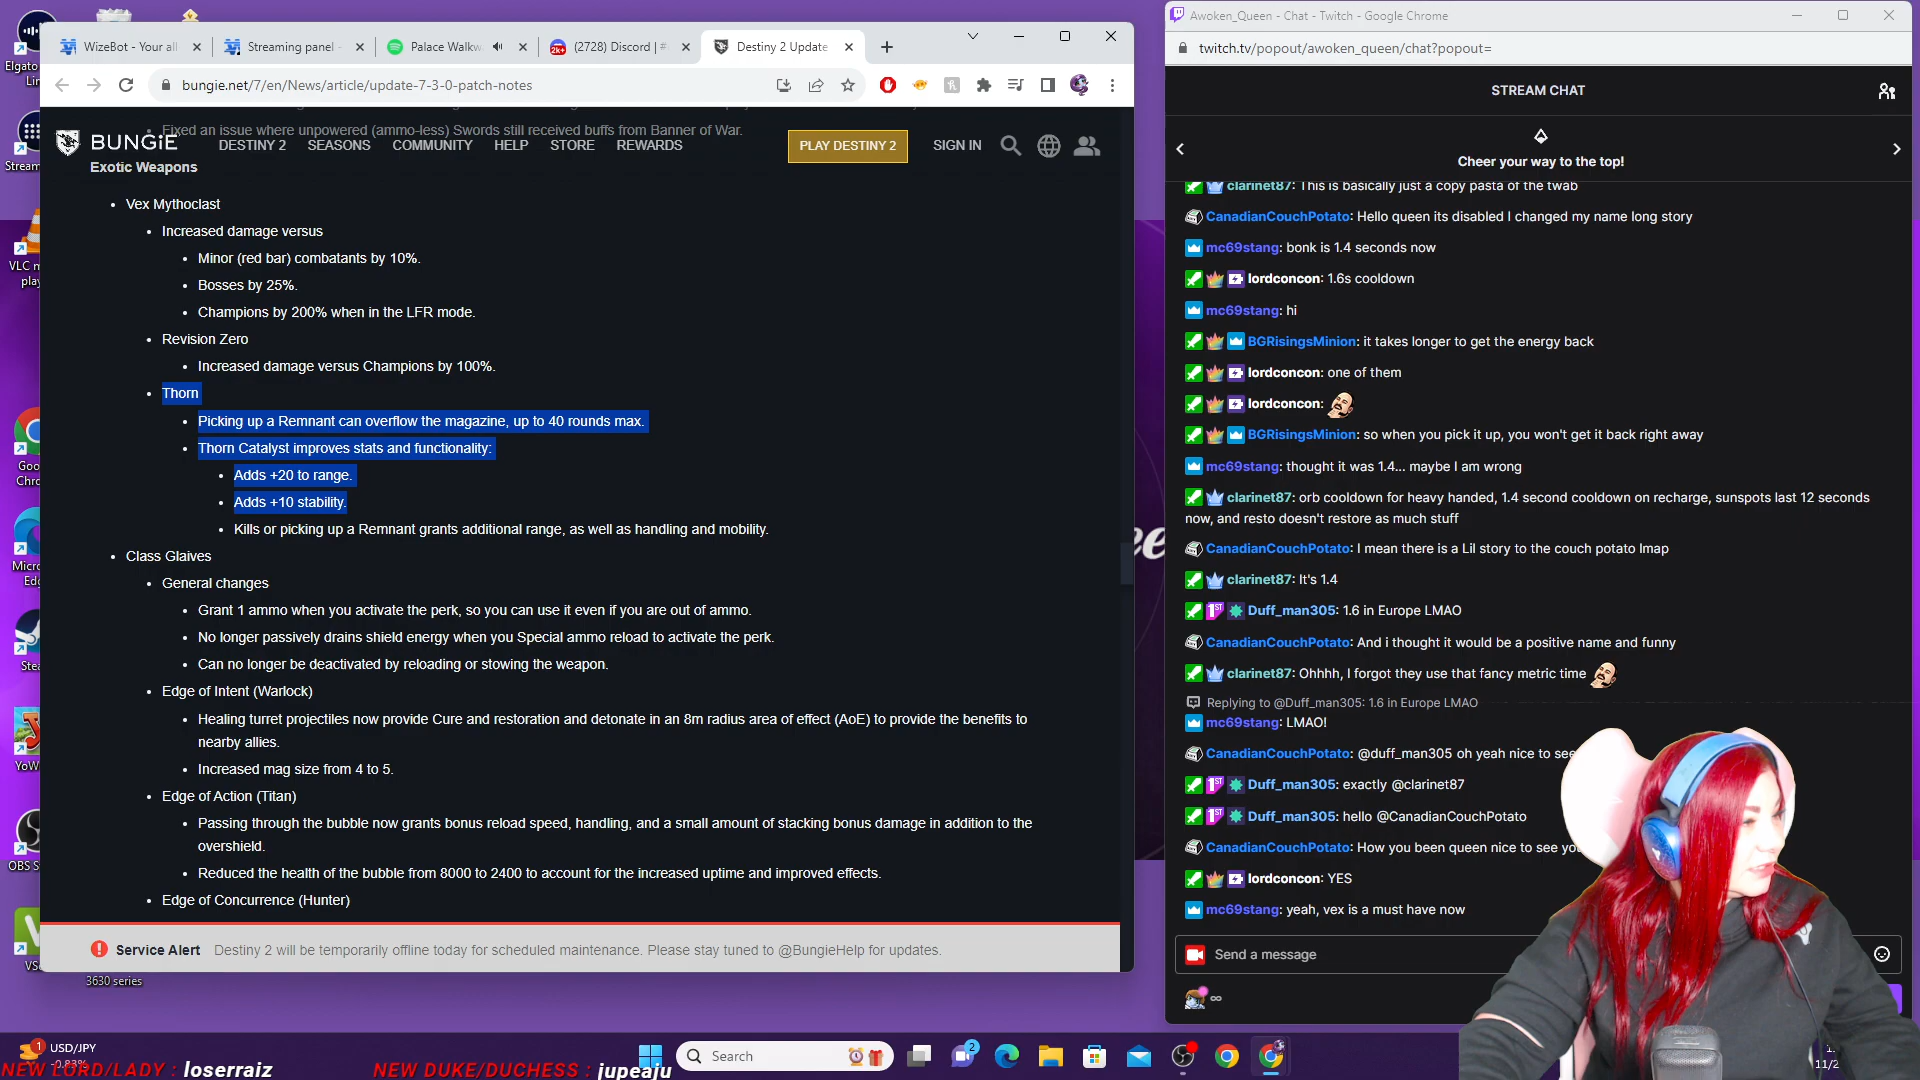 Elgato
Lin
Stream
VLC m
play
Goo
Chro
Micro
Edg
Stea
YoW
OBS S
VS
3630 series
WizeBot - Your all
Streaming panel -
Palace Walkw
(2728) Discord | #
Destiny 2 Update
bungie.net/7/en/News/article/update-7-3-0-patch-notes
Fixed an issue where unpowered (ammo-less) Swords still received buffs from Banner of War.
BUNGiE
DESTINY 2 SEASONS COMMUNITY HELP STORE REWARDS
PLAY DESTINY 2
SIGN IN
Exotic Weapons
Vex Mythoclast
Increased damage versus
Minor (red bar) combatants by 10%.
Bosses by 25%.
Champions by 200% when in the LFR mode.
Revision Zero
Increased damage versus Champions by 100%.
Thorn
Picking up a Remnant can overflow the magazine, up to 40 rounds max.
Thorn Catalyst improves stats and functionality:
Adds +20 to range.
Adds +10 stability.
Kills or picking up a Remnant grants additional range, as well as handling and mobility.
Class Glaives
General changes
Grant 1 ammo when you activate the perk, so you can use it even if you are out of ammo.
No longer passively drains shield energy when you Special ammo reload to activate the perk.
Can no longer be deactivated by reloading or stowing the weapon.
Edge of Intent (Warlock)
Healing turret projectiles now provide Cure and restoration and detonate in an 8m radius area of effect (AoE) to provide the benefits to
nearby allies.
Increased mag size from 4 to 5.
Edge of Action (Titan)
Passing through the bubble now grants bonus reload speed, handling, and a small amount of stacking bonus damage in addition to the
overshield.
Reduced the health of the bubble from 8000 to 2400 to account for the increased uptime and improved effects.
Edge of Concurrence (Hunter)
Service Alert Destiny 2 will be temporarily offline today for scheduled maintenance. Please stay tuned to @BungieHelp for updates.
Awoken_Queen - Chat - Twitch - Google Chrome
twitch.tv/popout/awoken_queen/chat?popout=
STREAM CHAT
Cheer your way to the top!
clarinet87: This is basically just a copy pasta of the twab
CanadianCouchPotato: Hello queen its disabled I changed my name long story
mc69stang: bonk is 1.4 seconds now
lordconcon: 1.6s cooldown
mc69stang: hi
BGRisingsMinion: it takes longer to get the energy back
lordconcon: one of them
lordconcon:
BGRisingsMinion: so when you pick it up, you won't get it back right away
mc69stang: thought it was 1.4... maybe I am wrong
clarinet87: orb cooldown for heavy handed, 1.4 second cooldown on recharge, sunspots last 12 seconds
now, and resto doesn't restore as much stuff
CanadianCouchPotato: I mean there is a Lil story to the couch potato lmap
clarinet87: It's 1.4
Duff_man305: 1.6 in Europe LMAO
CanadianCouchPotato: And i thought it would be a positive name and funny
clarinet87: Ohhhh, I forgot they use that fancy metric time
Replying to @Duff_man305: 1.6 in Europe LMAO
mc69stang: LMAO!
CanadianCouchPotato: @duff_man305 oh yeah nice to see
Duff_man305: exactly @clarinet87
Duff_man305: hello @CanadianCouchPotato
CanadianCouchPotato: How you been queen nice to see you
lordconcon: YES
mc69stang: yeah, vex is a must have now
Send a message
USD/JPY
-0.83%
Search
11/2
NEW LORD/LADY : loserraiz
NEW DUKE/DUCHESS : jupeaju